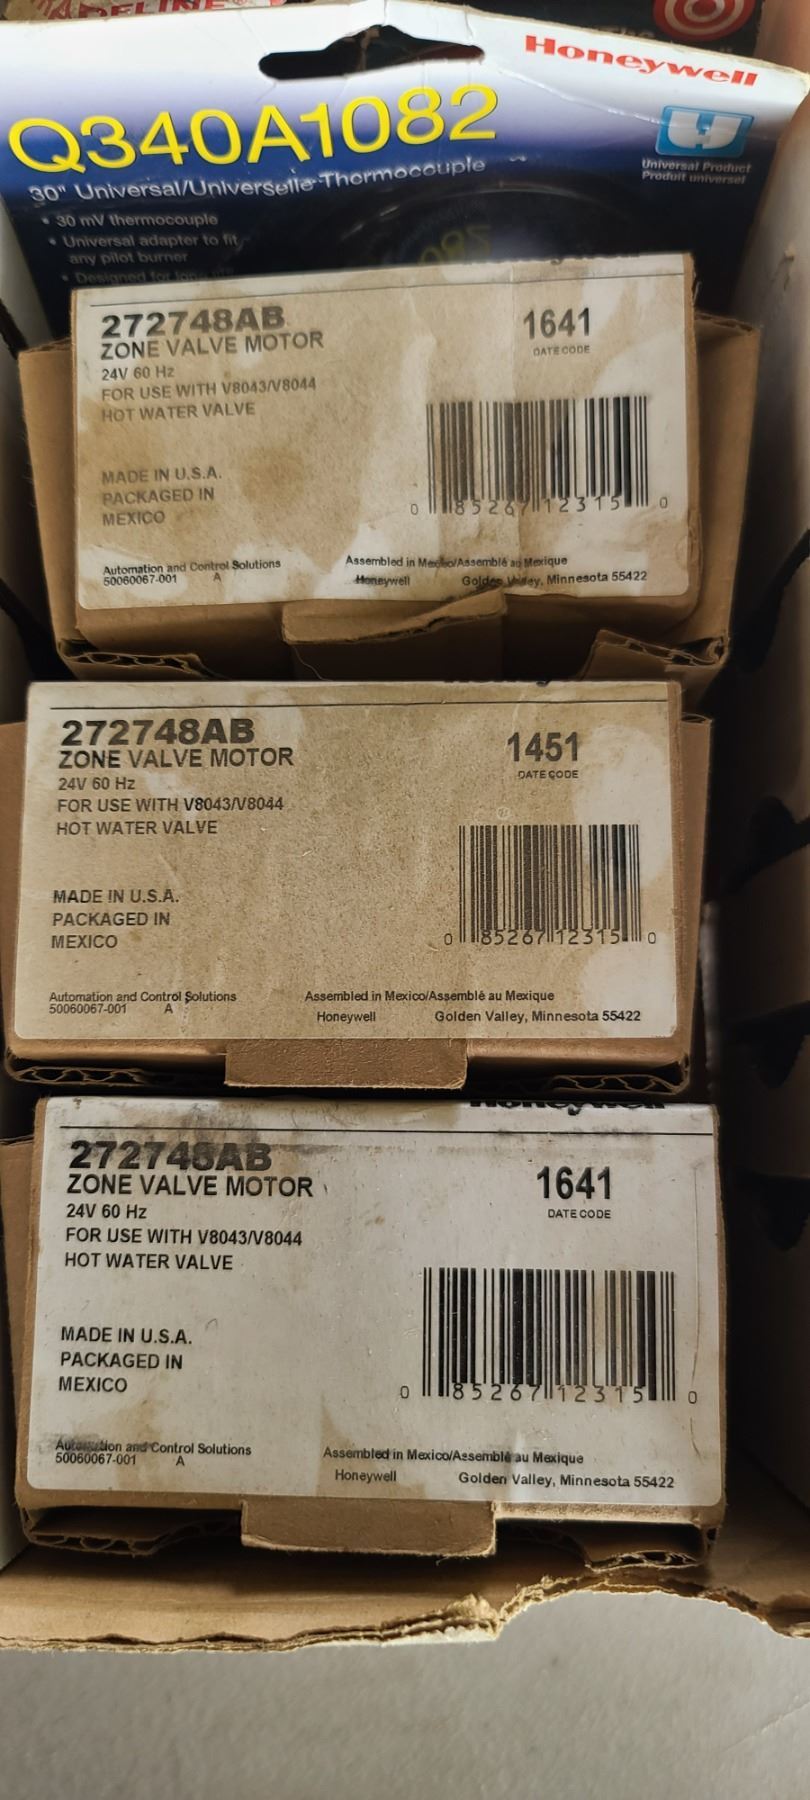 Honeywell
Q340A1082
30" Universal/Universelle Thermocouple
Universal Product
Produit universel
• 30 mV thermocouple
• Universal adapter to fit
any pilot burner
• Designed for long
272748AB
ZONE VALVE MOTOR
24V 60 Hz
FOR USE WITH V8043/V8044
HOT WATER VALVE
1641
DATE CODE
MADE IN U.S.A.
PACKAGED IN
MEXICO
0 85267 12315 0
Automation and Control Solutions
50060067-001 A
Assembled in Mexico/Assemblé au Mexique
Honeywell Golden Valley, Minnesota 55422
272748AB
ZONE VALVE MOTOR
24V 60 Hz
FOR USE WITH V8043/V8044
HOT WATER VALVE
1451
DATE CODE
MADE IN U.S.A.
PACKAGED IN
MEXICO
0 85267 12315 0
Automation and Control Solutions
50060067-001 A
Assembled in Mexico/Assemblé au Mexique
Honeywell Golden Valley, Minnesota 55422
Honeywell
272748AB
ZONE VALVE MOTOR
24V 60 Hz
FOR USE WITH V8043/V8044
HOT WATER VALVE
1641
DATE CODE
MADE IN U.S.A.
PACKAGED IN
MEXICO
0 85267 12315 0
Automation and Control Solutions
50060067-001 A
Assembled in Mexico/Assemblé au Mexique
Honeywell Golden Valley, Minnesota 55422